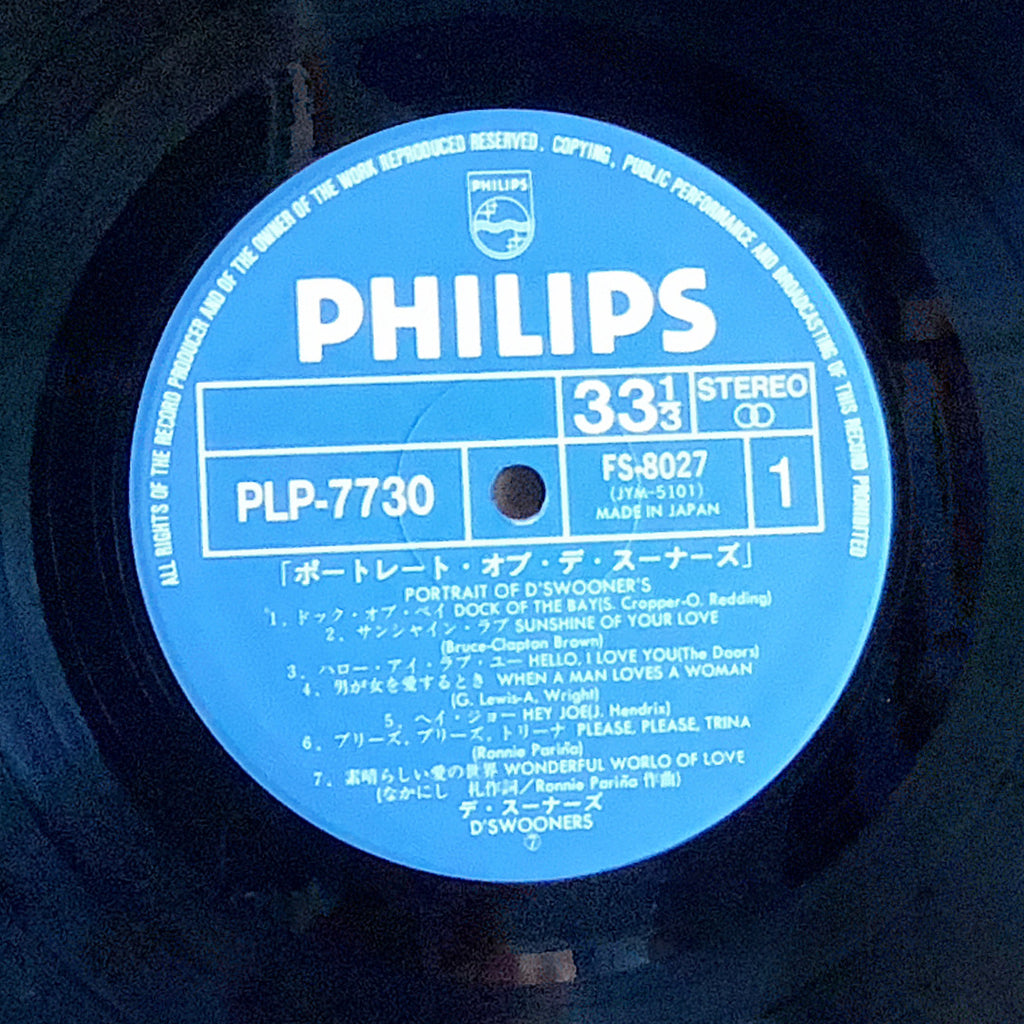 ALL RIGHTS OF THE RECORD PRODUCER AND OF THE OWNER OF THE WORK REPRODUCED RESERVED. COPYING, PUBLIC PERFORMANCE AND BROADCASTING OF THIS RECORD PROHIBITED
PHILIPS
PHILIPS
33 1/3
STEREO
PLP-7730
FS-8027
(JYM-5101)
MADE IN JAPAN
1
「ポートレート・オブ・デ・スーナーズ」
PORTRAIT OF D'SWOONER'S
1. ドック・オブ・ベイ DOCK OF THE BAY(S. Cropper-O. Redding)
2. サンシャイン・ラブ SUNSHINE OF YOUR LOVE
(Bruce-Clapton Brown)
3. ハロー・アイ・ラブ・ユー HELLO, I LOVE YOU(The Doors)
4. 男が女を愛するとき WHEN A MAN LOVES A WOMAN
(G. Lewis-A. Wright)
5. ヘイ・ジョー HEY JOE(J. Hendrix)
6. プリーズ, プリーズ, トリーナ PLEASE, PLEASE, TRINA
(Ronnie Pariña)
7. 素晴らしい愛の世界 WONDERFUL WORLO OF LOVE
(なかにし 礼作詞/Ronnie Pariña 作曲)
デ・スーナーズ
D'SWOONERS
⑦